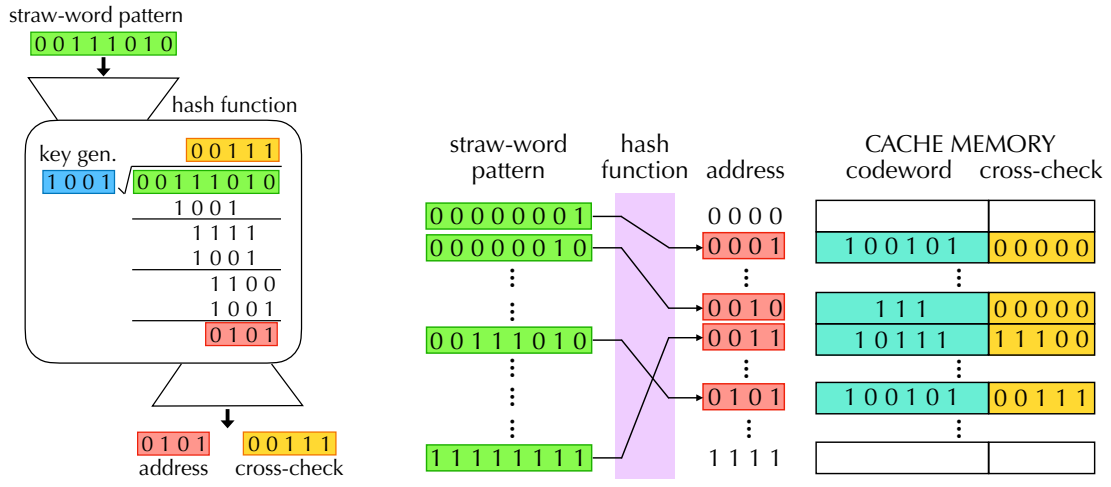 straw-word pattern
0 0 1 1 1 0 1 0
hash function
0 0 1 1 1
key gen.
1 0 0 1 √ 0 0 1 1 1 0 1 0
1 0 0 1
1 1 1 1
1 0 0 1
1 1 0 0
1 0 0 1
0 1 0 1
0 1 0 1 0 0 1 1 1
address cross-check
straw-word pattern
hash function
address
CACHE MEMORY
codeword cross-check
0 0 0 0 0 0 0 1 0 0 0 0
0 0 0 0 0 0 1 0 0 0 0 1 1 0 0 1 0 1 0 0 0 0 0
0 0 1 0 1 1 1 0 0 0 0 0
0 0 1 1 1 0 1 0 0 0 1 1 1 0 1 1 1 1 1 1 0 0
0 1 0 1 1 0 0 1 0 1 0 0 1 1 1
1 1 1 1 1 1 1 1 1 1 1 1